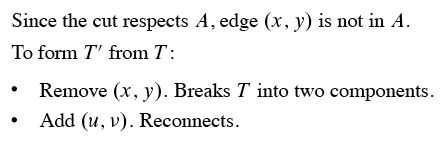 Since the cut respects A, edge (x, y) is not in A.
To form T′ from T:
• Remove (x, y). Breaks T into two components.
• Add (u, v). Reconnects.